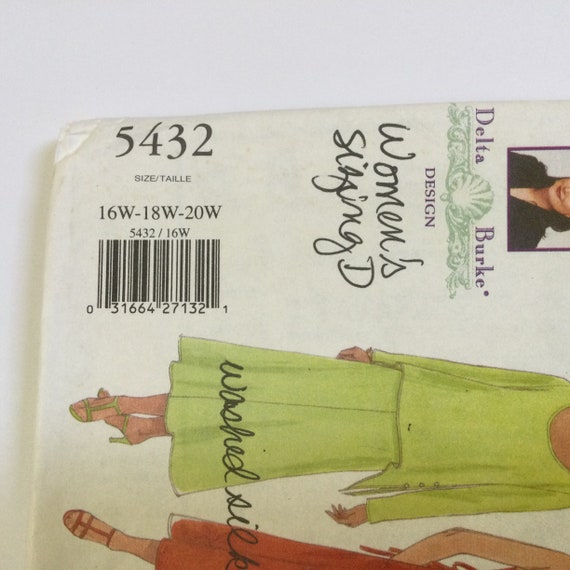 5432
SIZE/TAILLE
16W-18W-20W
5432 / 16W
0 31664 27132 1
Women's
sizing D
DESIGN
Delta Burke®
washed silk